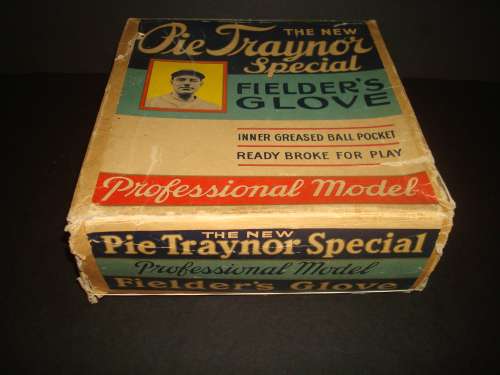 THE NEW
Pie Traynor
Special
FIELDER'S
GLOVE
INNER GREASED BALL POCKET
READY BROKE FOR PLAY
Professional Model
THE NEW
Pie Traynor Special
Professional Model
Fielder's Glove